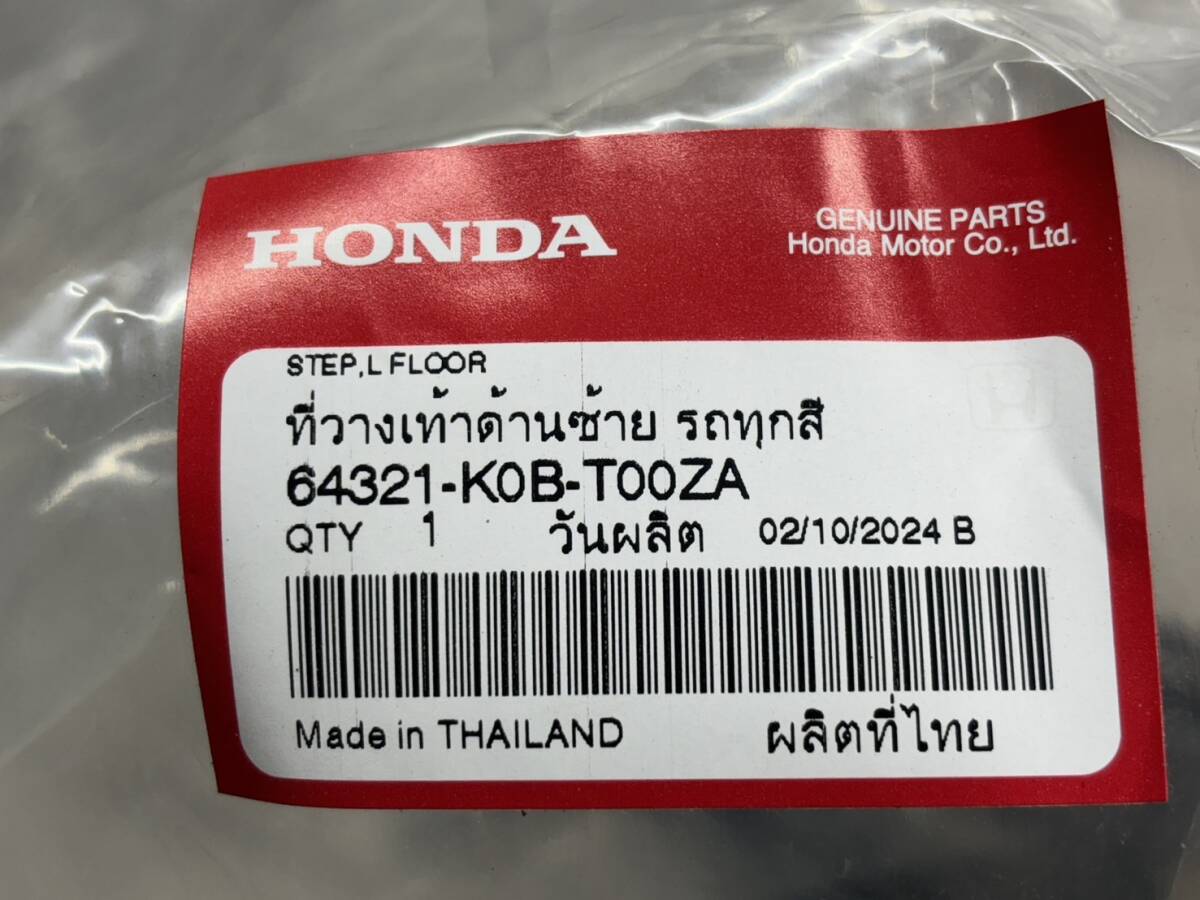 HONDA
GENUINE PARTS
Honda Motor Co., Ltd.
STEP,L FLOOR
ที่วางเท้าด้านซ้าย รถทุกสี
64321-K0B-T00ZA
QTY 1 วันผลิต 02/10/2024 B
Made in THAILAND ผลิตที่ไทย